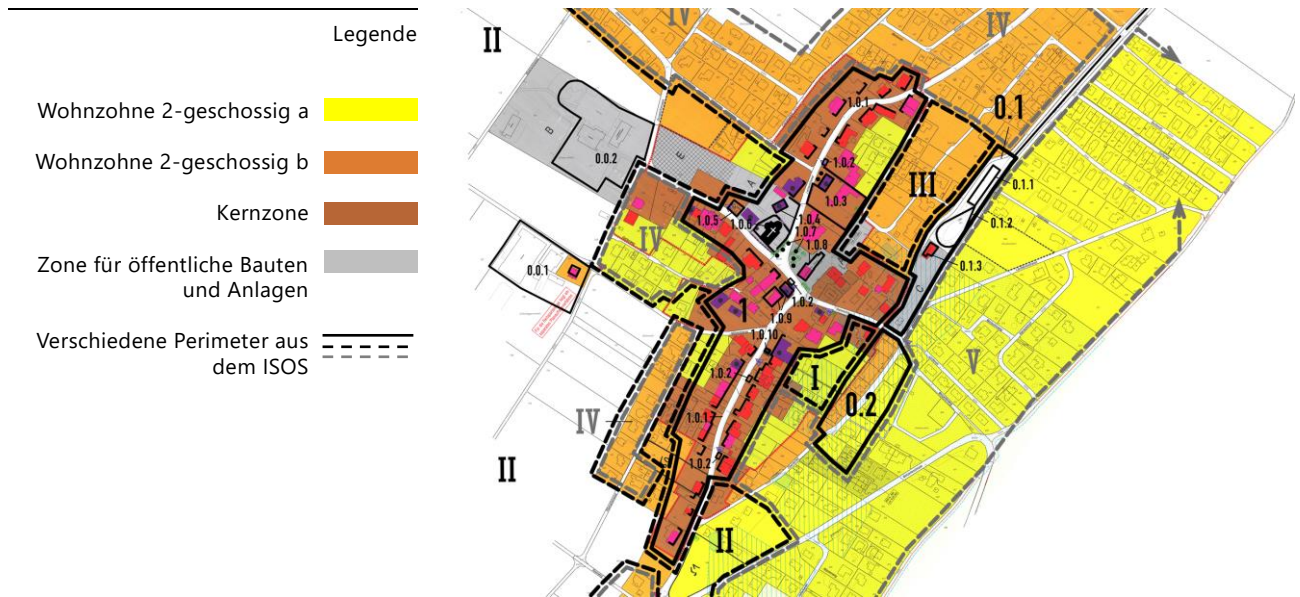 Legende
Wohnzohne 2-geschossig a
Wohnzohne 2-geschossig b
Kernzone
Zone für öffentliche Bauten
und Anlagen
Verschiedene Perimeter aus
dem ISOS
II
IV
IV
1.0.1
0.1
B
0.0.2
E
A
1.0.2
III
0.1.1
1.0.3
1.0.5
1.0.6
1.0.4
1.0.7
1.0.8
0.1.2
IV
0.1.3
0.0.1
C
1
1.0.2
1.0.9
1.0.10
V
I
1.0.2
0.2
IV
1.0.1
II
1.0.2
II